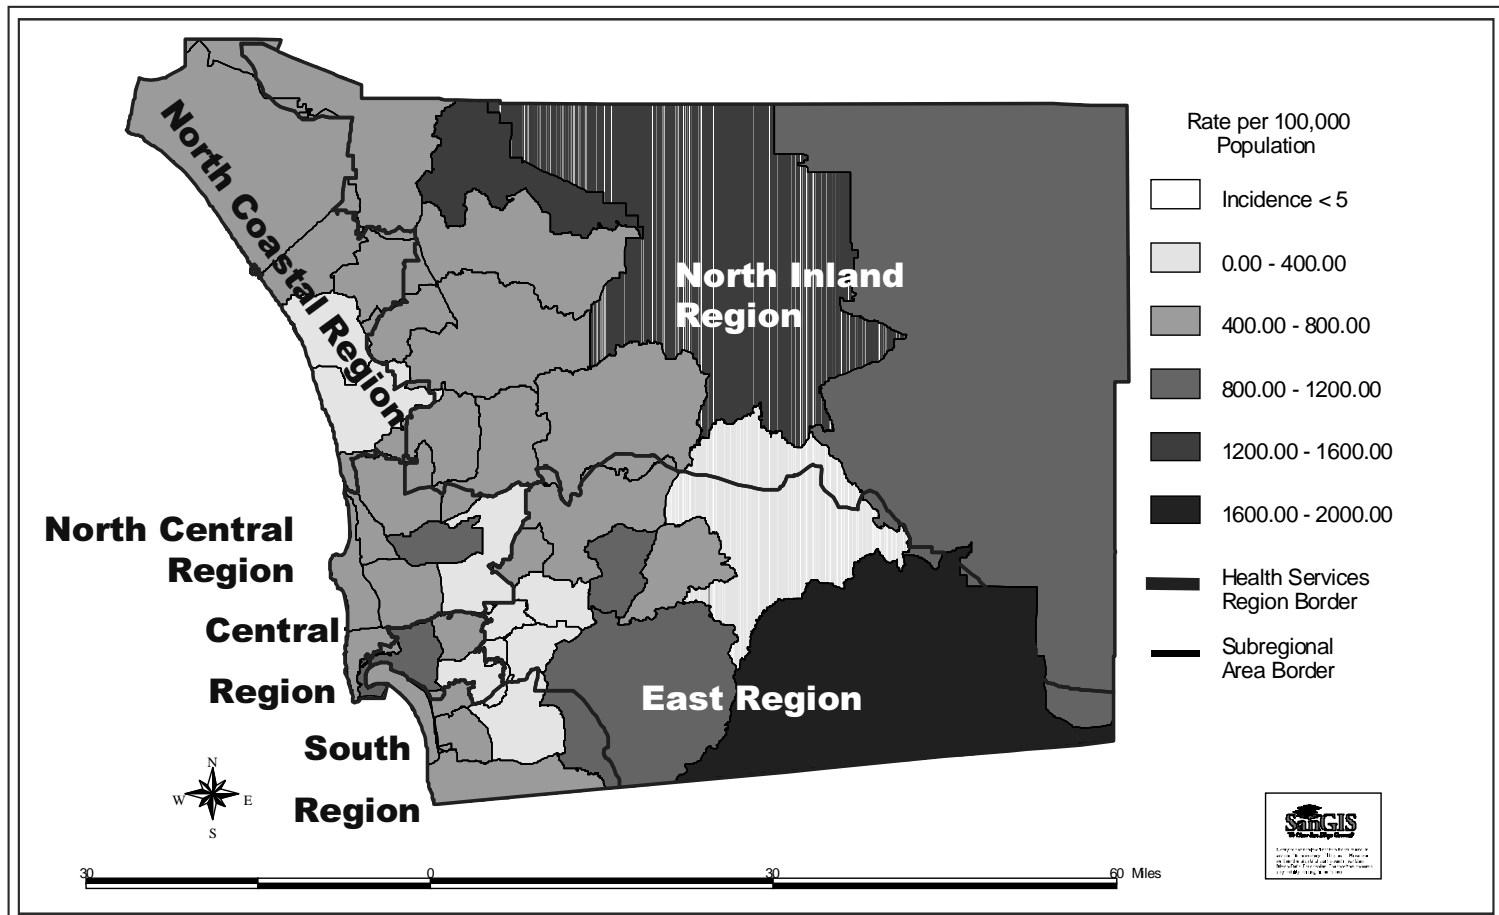 North Coastal Region
North Inland
Region
North Central
Region
Central
Region
South
Region
East Region
Rate per 100,000
Population
Incidence < 5
0.00 - 400.00
400.00 - 800.00
800.00 - 1200.00
1200.00 - 1600.00
1600.00 - 2000.00
Health Services
Region Border
Subregional
Area Border
N
W E
S
SanGIS
30 0 30 60 Miles